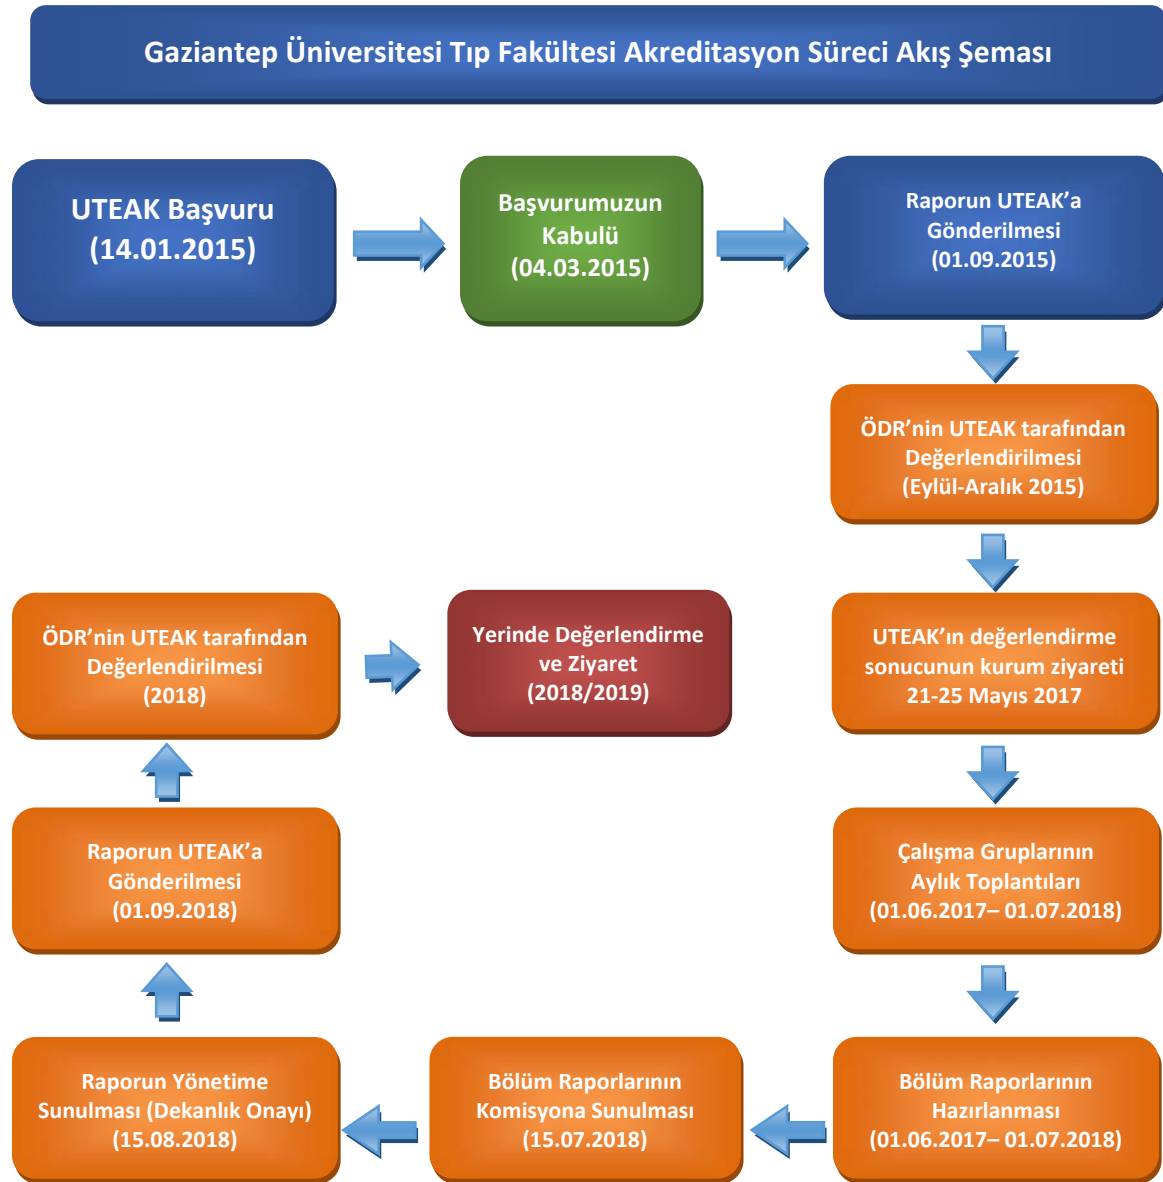 Gaziantep Üniversitesi Tıp Fakültesi Akreditasyon Süreci Akış Şeması
UTEAK Başvuru
(14.01.2015)
Başvurumuzun
Kabulü
(04.03.2015)
Raporun UTEAK’a
Gönderilmesi
(01.09.2015)
ÖDR’nin UTEAK tarafından
Değerlendirilmesi
(Eylül-Aralık 2015)
UTEAK’ın değerlendirme
sonucunun kurum ziyareti
21-25 Mayıs 2017
Çalışma Gruplarının
Aylık Toplantıları
(01.06.2017– 01.07.2018)
Bölüm Raporlarının
Hazırlanması
(01.06.2017– 01.07.2018)
Bölüm Raporlarının
Komisyona Sunulması
(15.07.2018)
Raporun Yönetime
Sunulması (Dekanlık Onayı)
(15.08.2018)
Raporun UTEAK’a
Gönderilmesi
(01.09.2018)
ÖDR’nin UTEAK tarafından
Değerlendirilmesi
(2018)
Yerinde Değerlendirme
ve Ziyaret
(2018/2019)